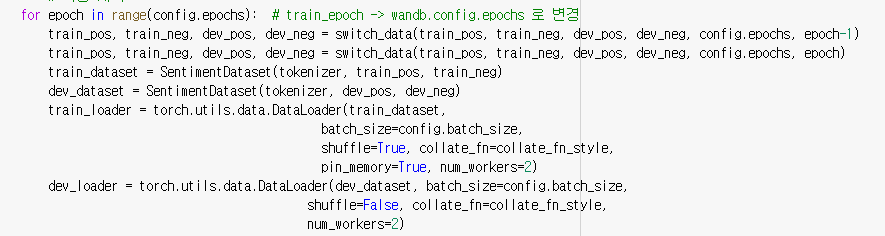 for epoch in range(config.epochs):  # train_epoch -> wandb.config.epochs 로 변경
    train_pos, train_neg, dev_pos, dev_neg = switch_data(train_pos, train_neg, dev_pos, dev_neg, config.epochs, epoch-1)
    train_pos, train_neg, dev_pos, dev_neg = switch_data(train_pos, train_neg, dev_pos, dev_neg, config.epochs, epoch)
    train_dataset = SentimentDataset(tokenizer, train_pos, train_neg)
    dev_dataset = SentimentDataset(tokenizer, dev_pos, dev_neg)
    train_loader = torch.utils.data.DataLoader(train_dataset,
                                               batch_size=config.batch_size,
                                               shuffle=True, collate_fn=collate_fn_style,
                                               pin_memory=True, num_workers=2)
    dev_loader = torch.utils.data.DataLoader(dev_dataset, batch_size=config.batch_size,
                                             shuffle=False, collate_fn=collate_fn_style,
                                             num_workers=2)